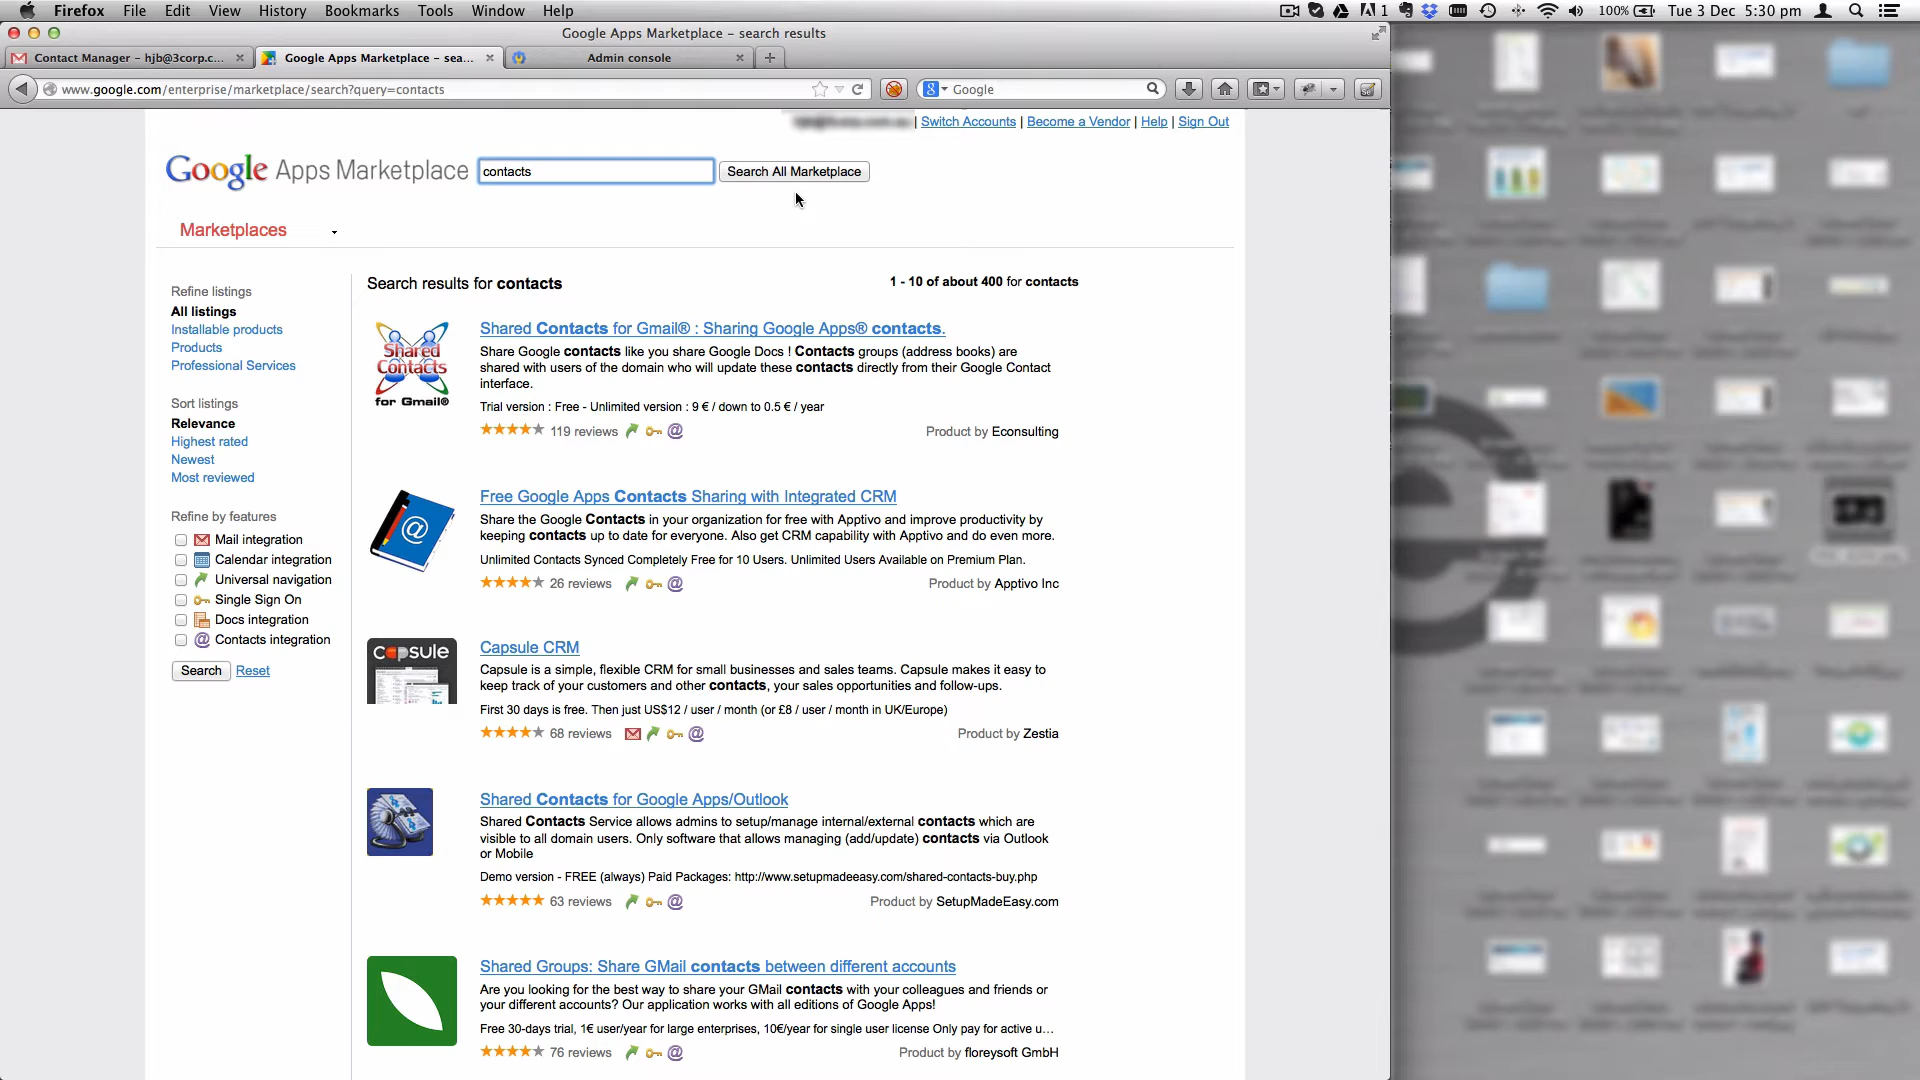 Firefox File Edit View History Bookmarks Tools Window Help 1 100% Tue 3 Dec 5:30 pm
Google Apps Marketplace – search results
Contact Manager – hjb@3corp.c... Google Apps Marketplace – sea... Admin console
www.google.com/enterprise/marketplace/search?query=contacts Google
| Switch Accounts | Become a Vendor | Help | Sign Out
Google Apps Marketplace contacts Search All Marketplace
Marketplaces
Refine listings
All listings
Installable products
Products
Professional Services
Sort listings
Relevance
Highest rated
Newest
Most reviewed
Refine by features
Mail integration
Calendar integration
Universal navigation
Single Sign On
Docs integration
Contacts integration
Search Reset
Search results for contacts 1 - 10 of about 400 for contacts
Shared Contacts for Gmail®
Shared Contacts for Gmail® : Sharing Google Apps® contacts.
Share Google contacts like you share Google Docs ! Contacts groups (address books) are
shared with users of the domain who will update these contacts directly from their Google Contact
interface.
Trial version : Free - Unlimited version : 9 € / down to 0.5 € / year
119 reviews Product by Econsulting
Free Google Apps Contacts Sharing with Integrated CRM
Share the Google Contacts in your organization for free with Apptivo and improve productivity by
keeping contacts up to date for everyone. Also get CRM capability with Apptivo and do even more.
Unlimited Contacts Synced Completely Free for 10 Users. Unlimited Users Available on Premium Plan.
26 reviews Product by Apptivo Inc
capsule
Capsule CRM
Capsule is a simple, flexible CRM for small businesses and sales teams. Capsule makes it easy to
keep track of your customers and other contacts, your sales opportunities and follow-ups.
First 30 days is free. Then just US$12 / user / month (or £8 / user / month in UK/Europe)
68 reviews Product by Zestia
Shared Contacts for Google Apps/Outlook
Shared Contacts Service allows admins to setup/manage internal/external contacts which are
visible to all domain users. Only software that allows managing (add/update) contacts via Outlook
or Mobile
Demo version - FREE (always) Paid Packages: http://www.setupmadeeasy.com/shared-contacts-buy.php
63 reviews Product by SetupMadeEasy.com
Shared Groups: Share GMail contacts between different accounts
Are you looking for the best way to share your GMail contacts with your colleagues and friends or
your different accounts? Our application works with all editions of Google Apps!
Free 30-days trial, 1€ user/year for large enterprises, 10€/year for single user license Only pay for active u...
76 reviews Product by floreysoft GmbH